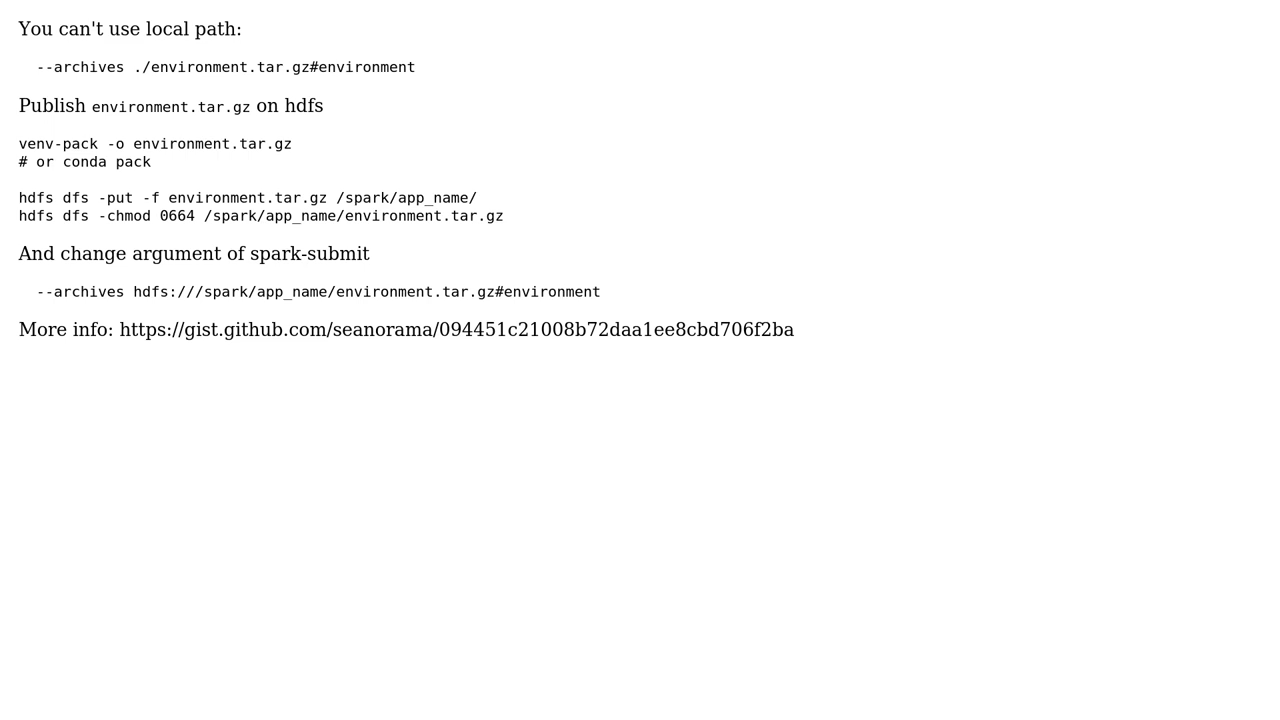 You can't use local path:
--archives ./environment.tar.gz#environment
Publish environment.tar.gz on hdfs
venv-pack -o environment.tar.gz
# or conda pack
hdfs dfs -put -f environment.tar.gz /spark/app_name/
hdfs dfs -chmod 0664 /spark/app_name/environment.tar.gz
And change argument of spark-submit
--archives hdfs:///spark/app_name/environment.tar.gz#environment
More info: https://gist.github.com/seanorama/094451c21008b72daa1ee8cbd706f2ba